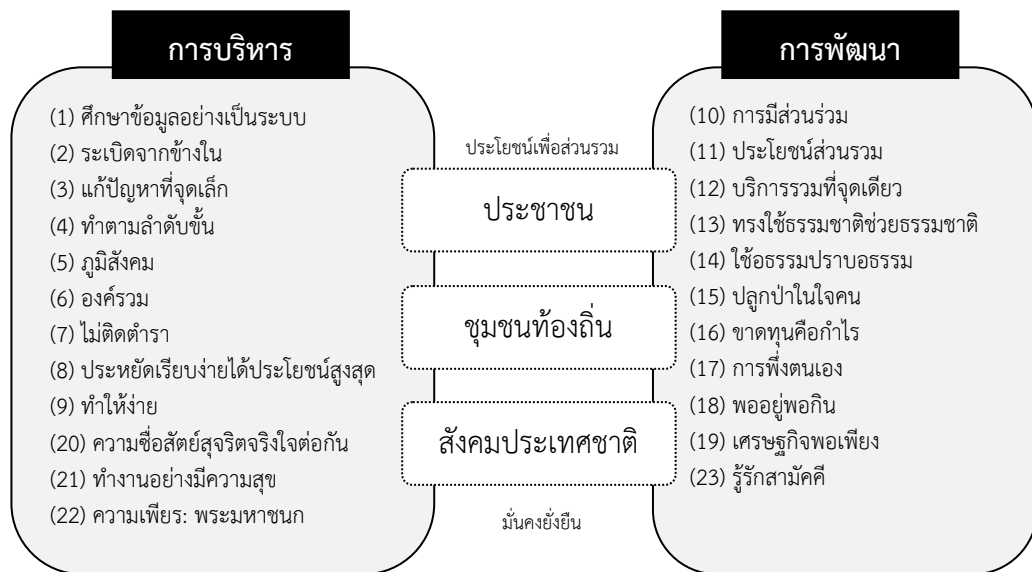 การบริหาร
(1) ศึกษาข้อมูลอย่างเป็นระบบ
(2) ระเบิดจากข้างใน
(3) แก้ปัญหาที่จุดเล็ก
(4) ทำตามลำดับขั้น
(5) ภูมิสังคม
(6) องค์รวม
(7) ไม่ติดตำรา
(8) ประหยัดเรียบง่ายได้ประโยชน์สูงสุด
(9) ทำให้ง่าย
(20) ความซื่อสัตย์สุจริตจริงใจต่อกัน
(21) ทำงานอย่างมีความสุข
(22) ความเพียร: พระมหาชนก
ประโยชน์เพื่อส่วนรวม
ประชาชน
ชุมชนท้องถิ่น
สังคมประเทศชาติ
มั่นคงยั่งยืน
การพัฒนา
(10) การมีส่วนร่วม
(11) ประโยชน์ส่วนรวม
(12) บริการรวมที่จุดเดียว
(13) ทรงใช้ธรรมชาติช่วยธรรมชาติ
(14) ใช้อธรรมปราบอธรรม
(15) ปลูกป่าในใจคน
(16) ขาดทุนคือกำไร
(17) การพึ่งตนเอง
(18) พออยู่พอกิน
(19) เศรษฐกิจพอเพียง
(23) รู้รักสามัคคี